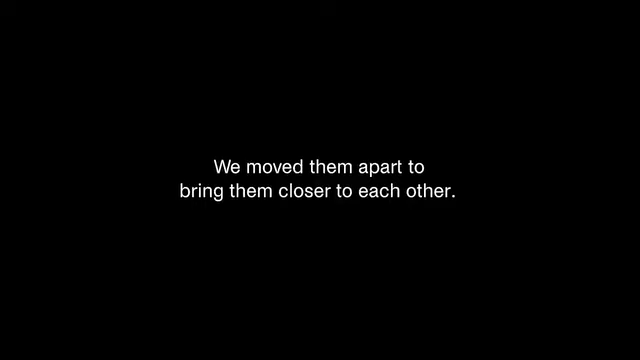 We moved them apart to
bring them closer to each other.